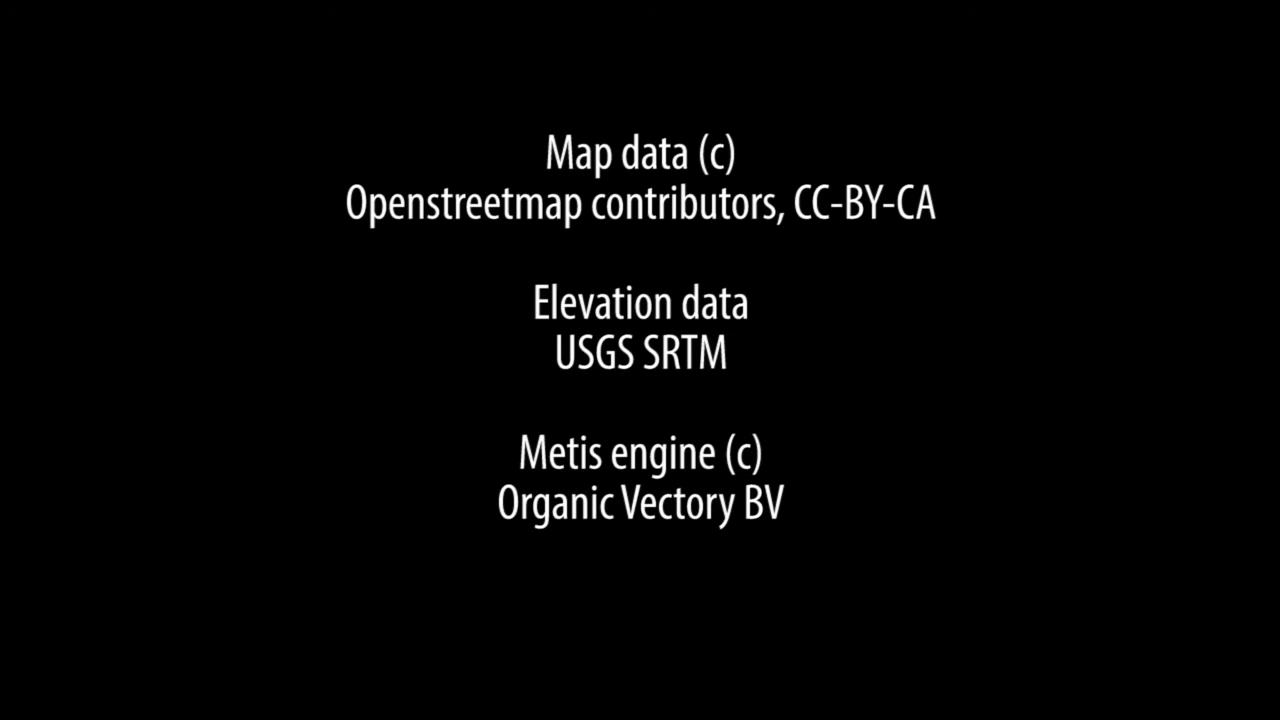 Map data (c)
Openstreetmap contributors, CC-BY-CA
Elevation data
USGS SRTM
Metis engine (c)
Organic Vectory BV